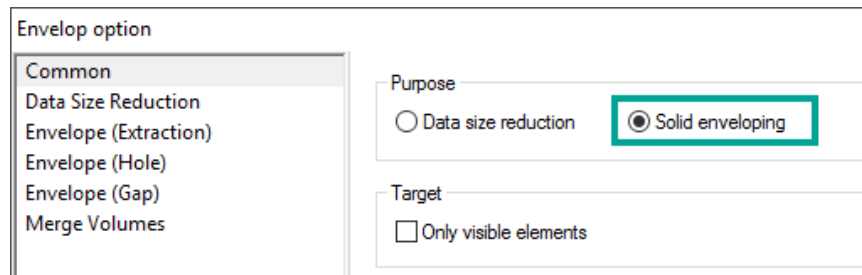 Envelop option
Common
Data Size Reduction
Envelope (Extraction)
Envelope (Hole)
Envelope (Gap)
Merge Volumes
Purpose
Data size reduction
Solid enveloping
Target
Only visible elements